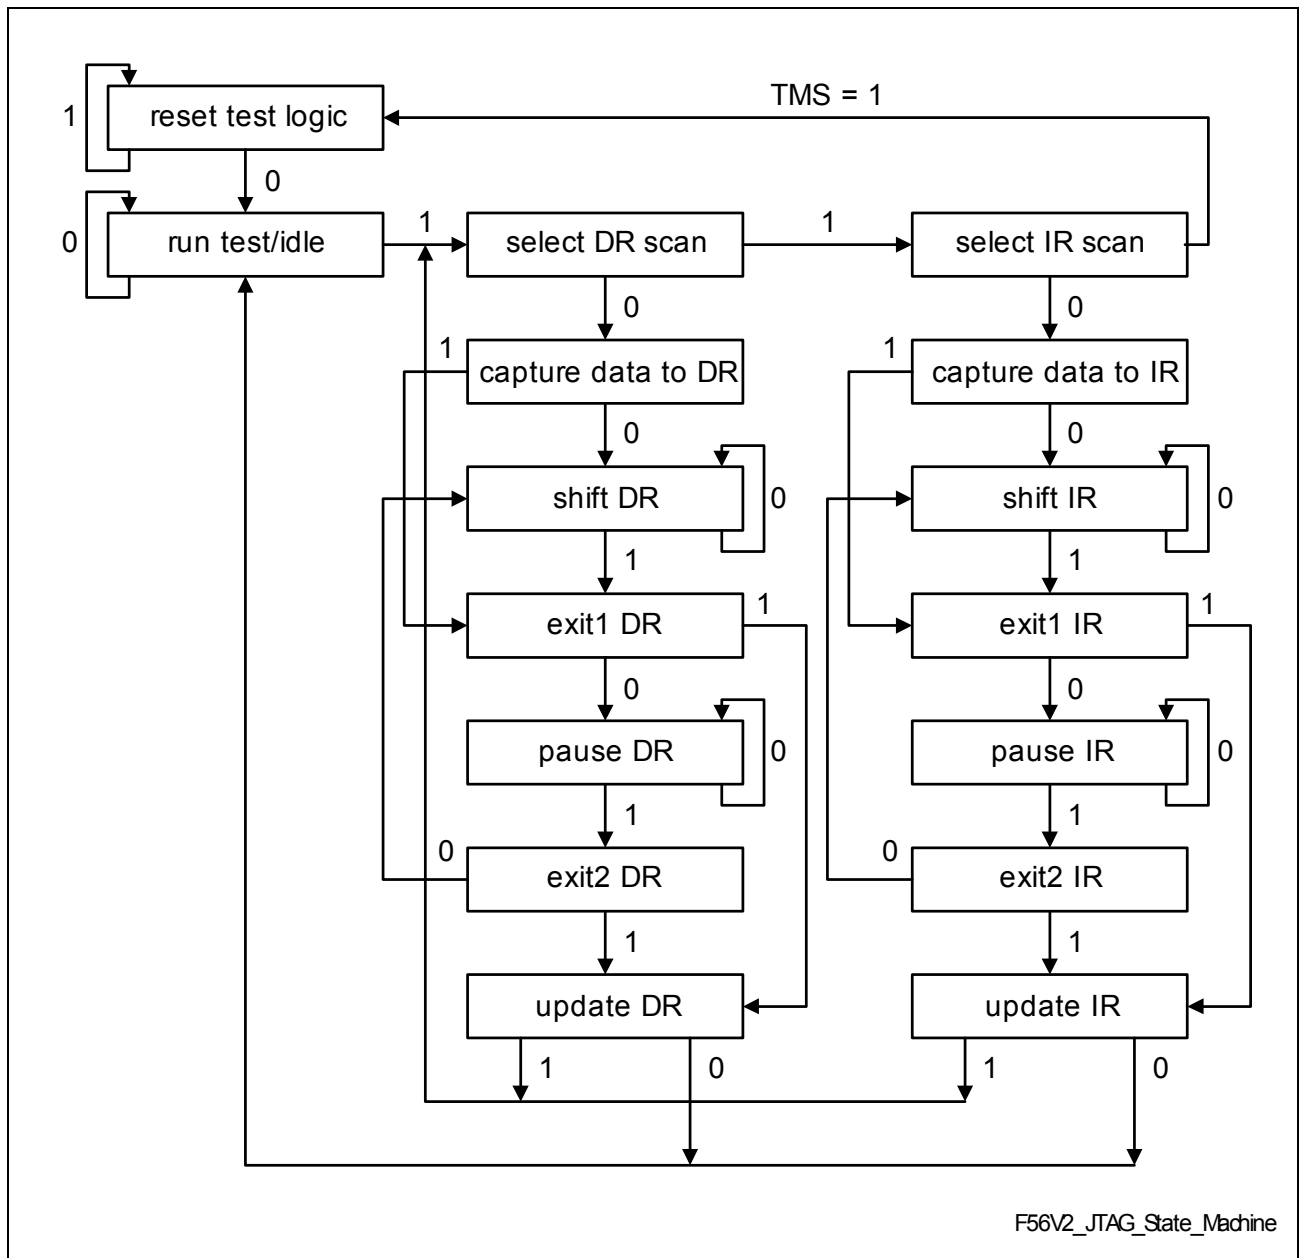 TMS = 1
1
reset test logic
0
0
run test/idle
1
select DR scan
1
select IR scan
0
0
1
capture data to DR
1
capture data to IR
0
0
shift DR
0
shift IR
0
1
1
exit1 DR
1
exit1 IR
1
0
0
pause DR
0
pause IR
0
1
1
0
exit2 DR
0
exit2 IR
1
1
update DR
update IR
1
0
1
0
F56V2_JTAG_State_Machine